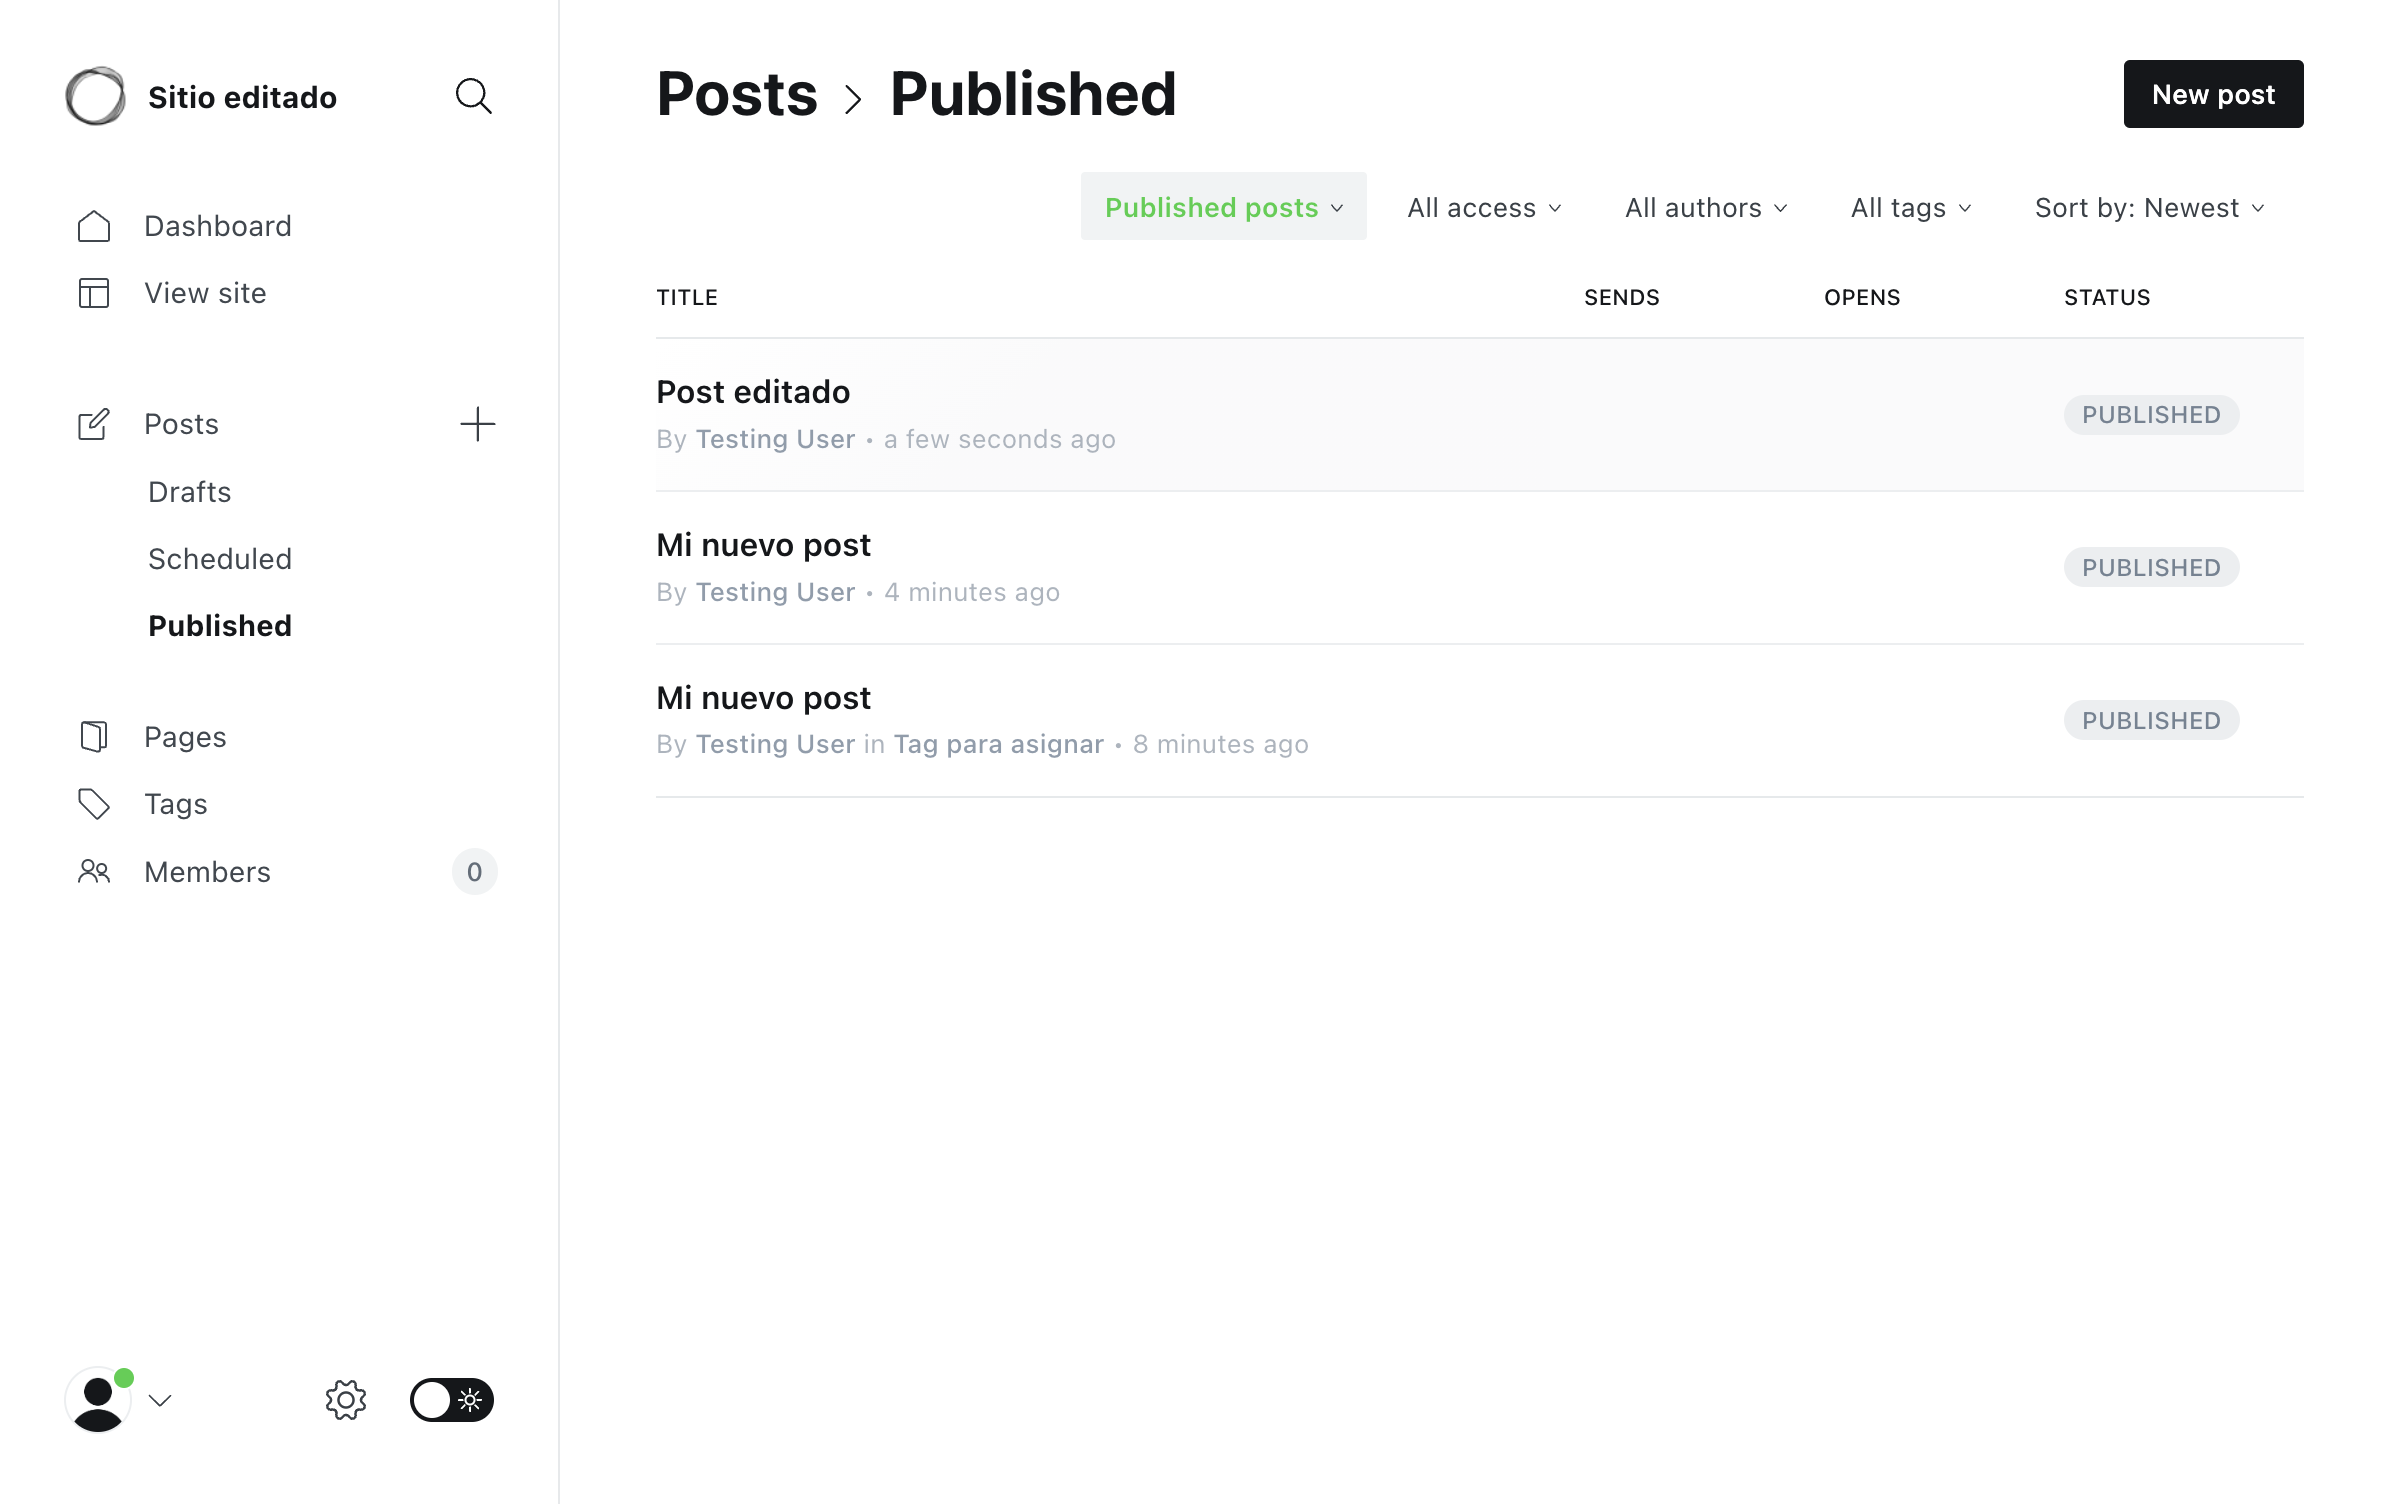 Sitio editado
Dashboard
View site
Posts
Drafts
Scheduled
Published
Pages
Tags
Members 0
Posts > Published
New post
Published posts All access All authors All tags Sort by: Newest
TITLE SENDS OPENS STATUS
Post editado
By Testing User • a few seconds ago
PUBLISHED
Mi nuevo post
By Testing User • 4 minutes ago
PUBLISHED
Mi nuevo post
By Testing User in Tag para asignar • 8 minutes ago
PUBLISHED